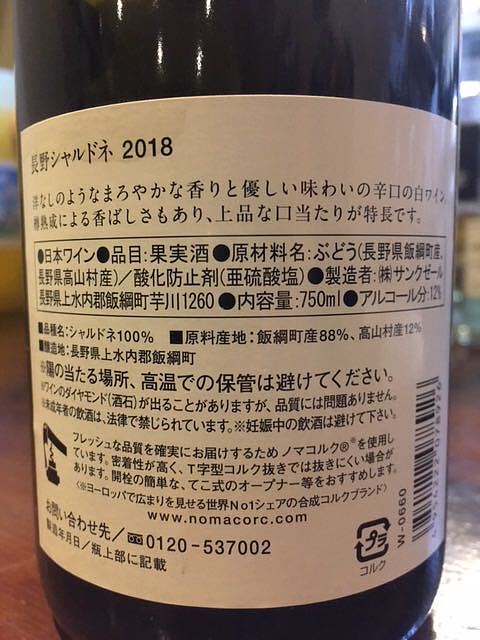 長野シャルドネ 2018
洋なしのようなまろやかな香りと優しい味わいの辛口の白ワイン。
樽熟成による香ばしさもあり、上品な口当たりが特長です。
●日本ワイン●品目:果実酒●原材料名:ぶどう(長野県飯綱町産、
長野県高山村産)/酸化防止剤(亜硫酸塩)●製造者:㈱サンクゼール
長野県上水内郡飯綱町芋川1260●内容量:750ml●アルコール分:12%
■品種名:シャルドネ100% ■原料産地:飯綱町産88%、高山村産12%
■醸造地:長野県上水内郡飯綱町
※陽の当たる場所、高温での保管は避けてください。
※ワインのダイヤモンド(酒石)が出ることがありますが、品質には問題ありません。
※未成年者の飲酒は、法律で禁じられています。※妊娠中の飲酒は避けて下さい。
フレッシュな品質を確実にお届けするため ノマコルク®※を使用し
ています。密着性が高く、T字型コルク抜きでは抜きにくい場合が
あります。開栓の簡単な、てこ式のオープナー等をおすすめします。
〈※ヨーロッパで広まりを見せる世界No1シェアの合成コルクブランド〉
www.nomacorc.com
お問い合わせ先/0120-537002
製造年月日/瓶上部に記載
プラ
コルク
W-0660
4 956222 078926